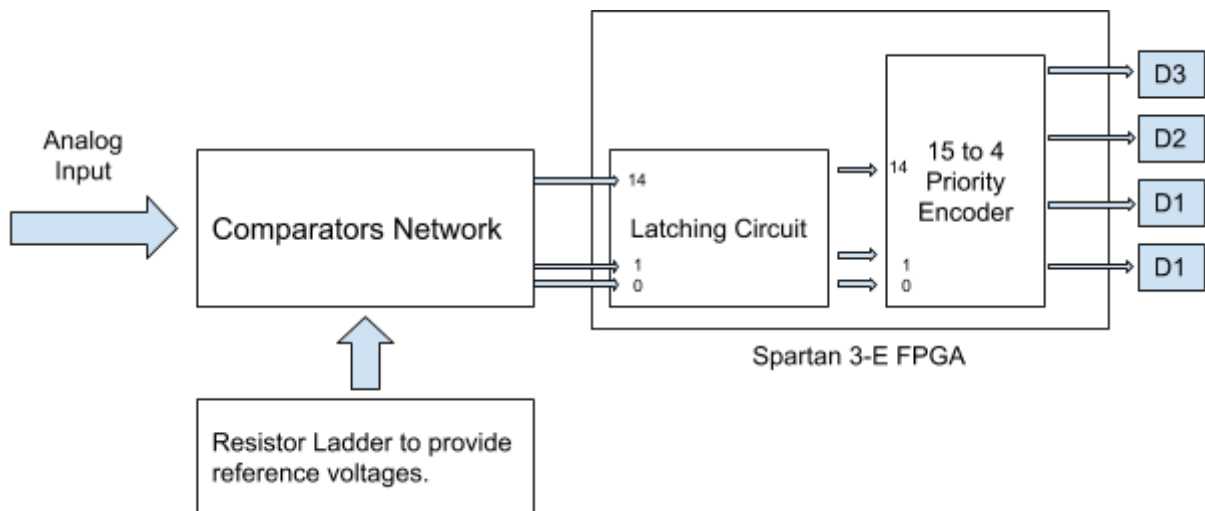 Analog
Input
Comparators Network
Resistor Ladder to provide
reference voltages.
14
1
0
Latching Circuit
14
1
0
15 to 4
Priority
Encoder
Spartan 3-E FPGA
D3
D2
D1
D1